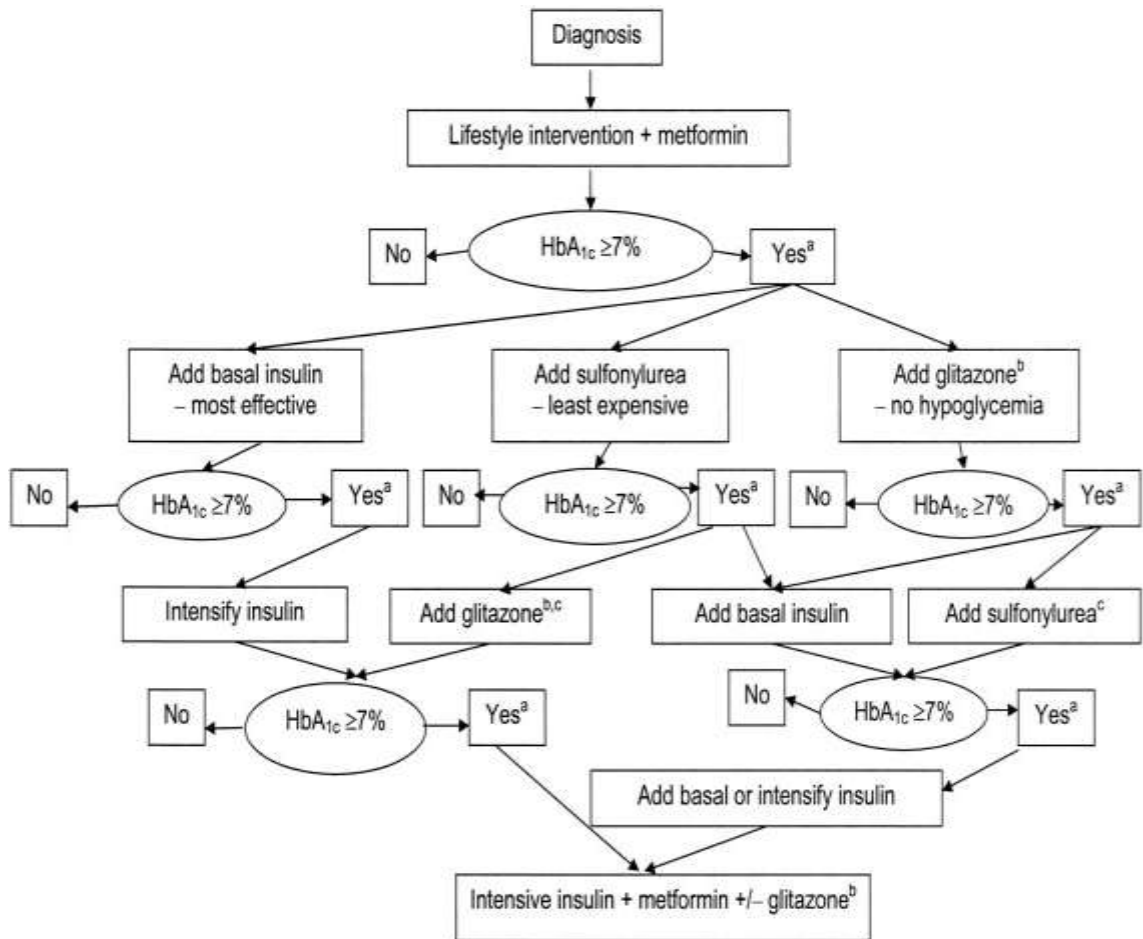 Diagnosis
Lifestyle intervention + metformin
No
HbA1c ≥7%
Yesᵃ
Add basal insulin
– most effective
Add sulfonylurea
– least expensive
Add glitazoneᵇ
– no hypoglycemia
No
HbA1c ≥7%
Yesᵃ
No
HbA1c ≥7%
Yesᵃ
No
HbA1c ≥7%
Yesᵃ
Intensify insulin
Add glitazoneᵇ,ᶜ
Add basal insulin
Add sulfonylureaᶜ
No
HbA1c ≥7%
Yesᵃ
No
HbA1c ≥7%
Yesᵃ
Add basal or intensify insulin
Intensive insulin + metformin +/– glitazoneᵇ